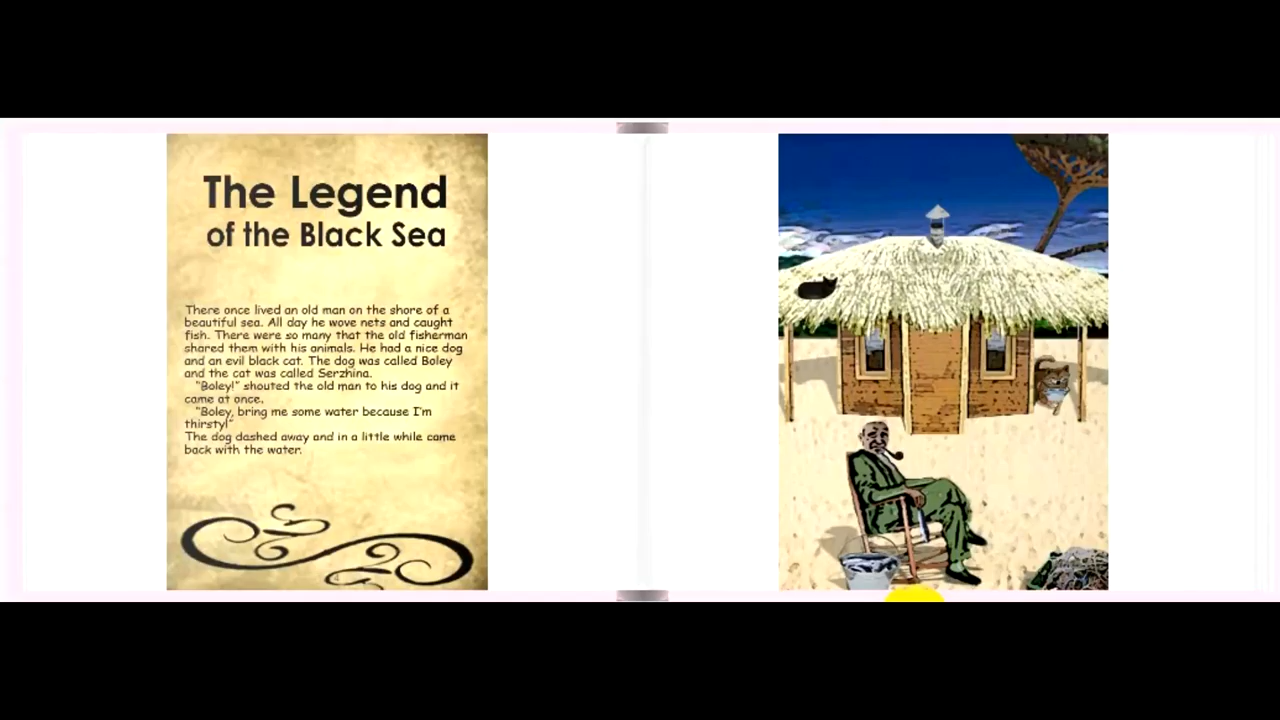 The Legend
of the Black Sea
There once lived an old man on the shore of a
beautiful sea. All day he wove nets and caught
fish. There were so many that the old fisherman
shared them with his animals. He had a nice dog
and an evil black cat. The dog was called Boley
and the cat was called Serzhina.
"Boley!" shouted the old man to his dog and it
came at once.
"Boley, bring me some water because I'm
thirsty!"
The dog dashed away and in a little while came
back with the water.